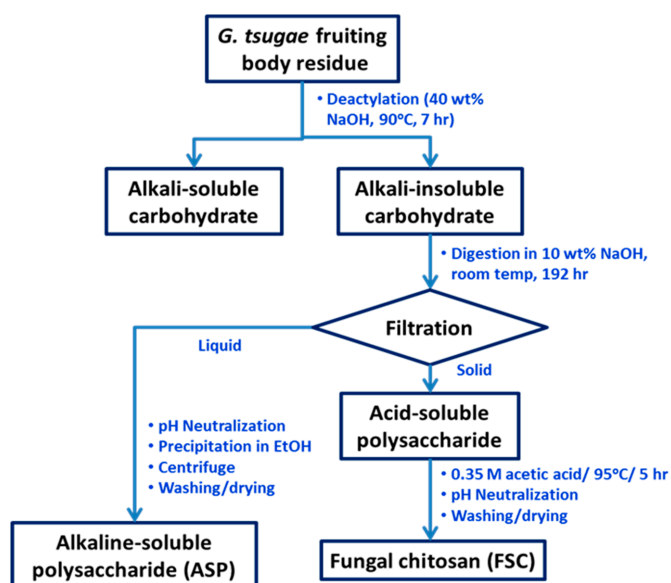 G. tsugae fruiting
body residue
• Deactylation (40 wt%
NaOH, 90°C, 7 hr)
Alkali-soluble
carbohydrate
Alkali-insoluble
carbohydrate
• Digestion in 10 wt% NaOH,
room temp, 192 hr
Filtration
Liquid
Solid
• pH Neutralization
• Precipitation in EtOH
• Centrifuge
• Washing/drying
Acid-soluble
polysaccharide
• 0.35 M acetic acid/ 95°C/ 5 hr
• pH Neutralization
• Washing/drying
Alkaline-soluble
polysaccharide (ASP)
Fungal chitosan (FSC)